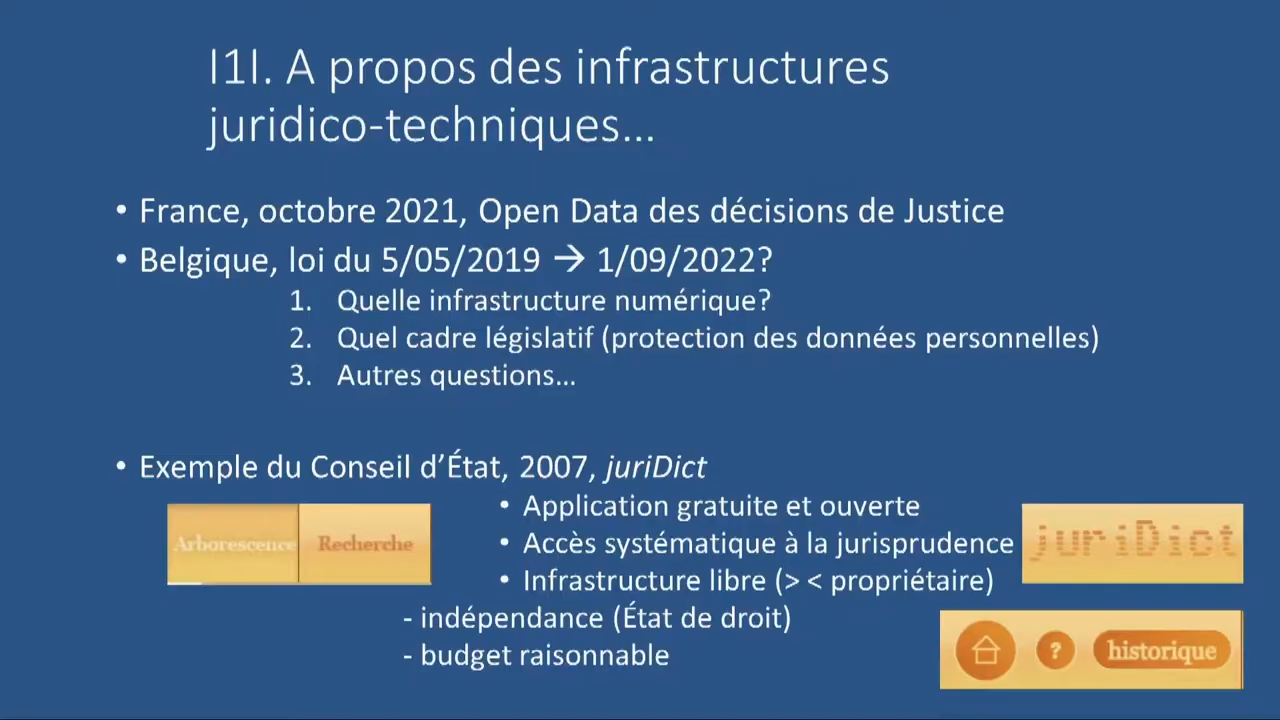 I1I. A propos des infrastructures
juridico-techniques…
• France, octobre 2021, Open Data des décisions de Justice
• Belgique, loi du 5/05/2019 → 1/09/2022?
1. Quelle infrastructure numérique?
2. Quel cadre législatif (protection des données personnelles)
3. Autres questions…
• Exemple du Conseil d’État, 2007, juriDict
• Application gratuite et ouverte
Arborescence Recherche
• Accès systématique à la jurisprudence
juriDict
• Infrastructure libre (> < propriétaire)
- indépendance (État de droit)
- budget raisonnable
? historique